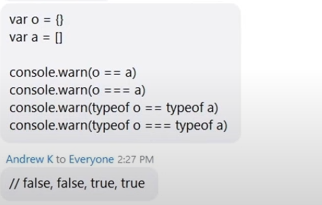 var o = {}
var a = []
console.warn(o == a)
console.warn(o === a)
console.warn(typeof o == typeof a)
console.warn(typeof o === typeof a)
Andrew K to Everyone 2:27 PM
// false, false, true, true